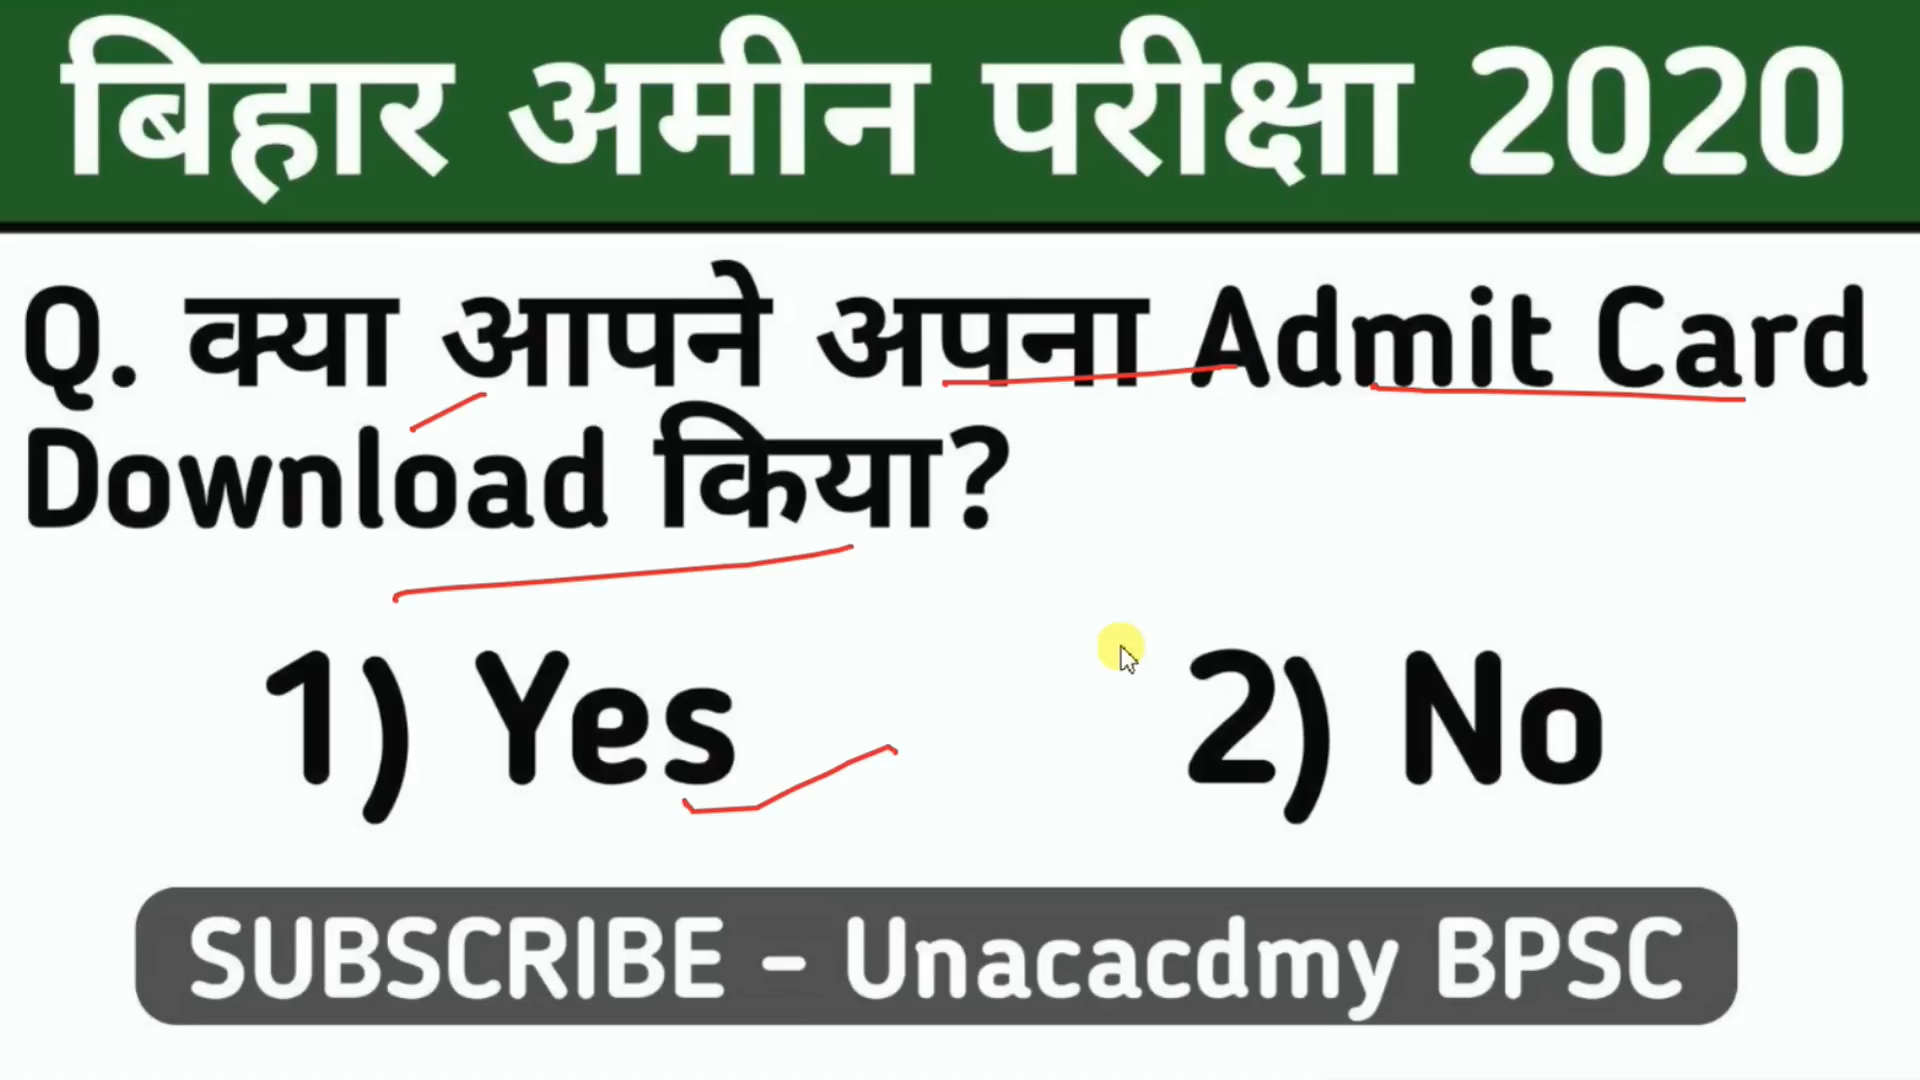 बिहार अमीन परीक्षा 2020
Q. क्या आपने अपना Admit Card
Download किया?
1) Yes 2) No
SUBSCRIBE - Unacacdmy BPSC